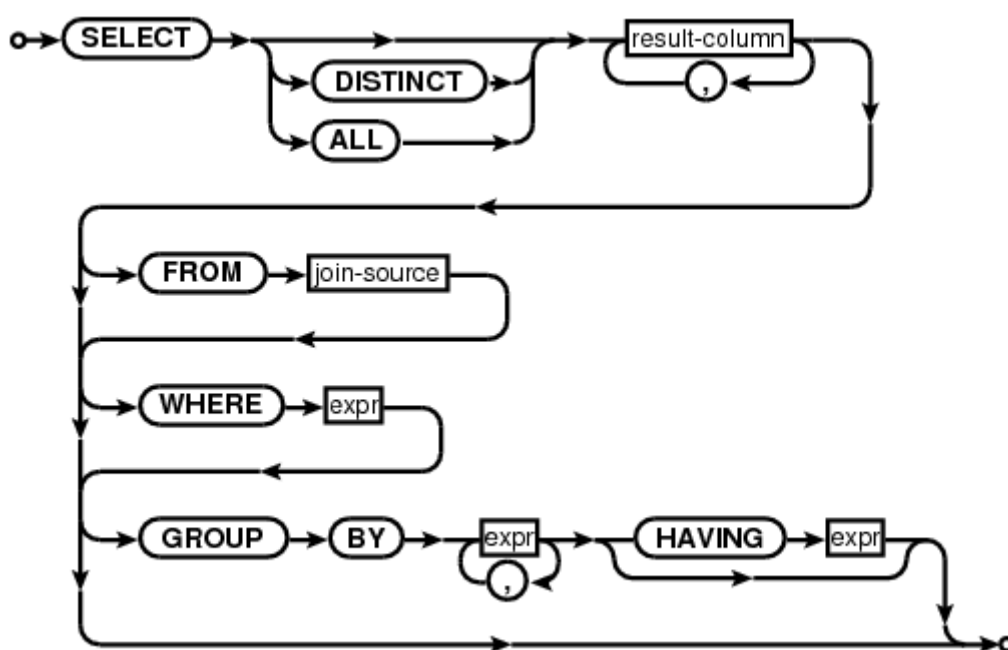 SELECT result-column
DISTINCT ,
ALL
FROM join-source
WHERE expr
GROUP BY expr HAVING expr
,